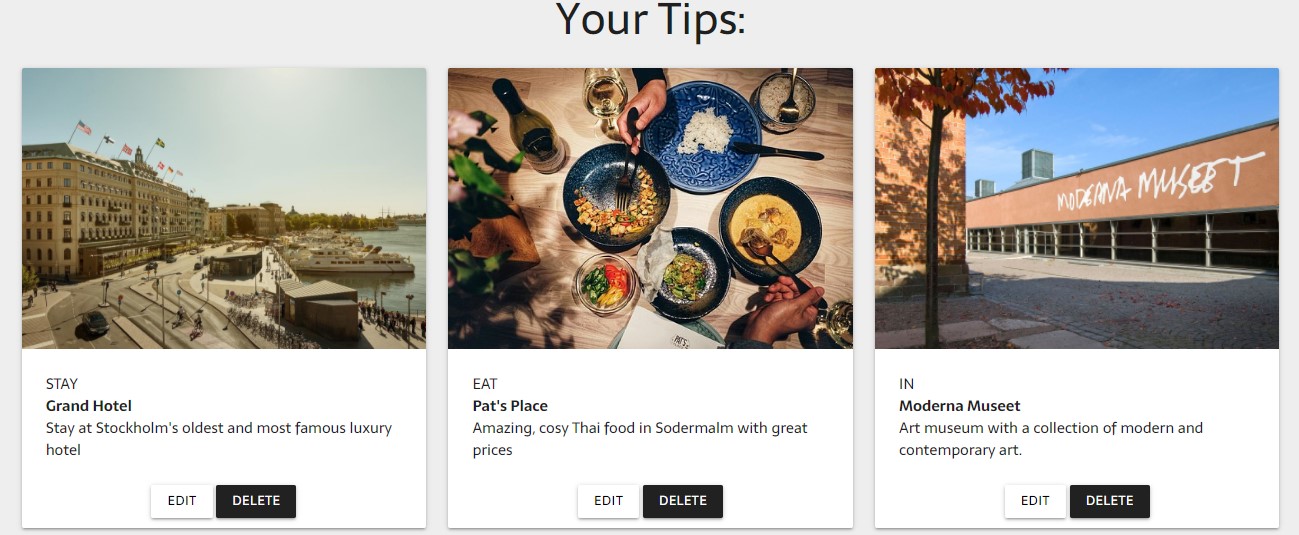 Your Tips:
MODERNA MUSEET
PAT'S
STAY
Grand Hotel
Stay at Stockholm's oldest and most famous luxury
hotel
EDIT
DELETE
EAT
Pat's Place
Amazing, cosy Thai food in Sodermalm with great
prices
EDIT
DELETE
IN
Moderna Museet
Art museum with a collection of modern and
contemporary art.
EDIT
DELETE